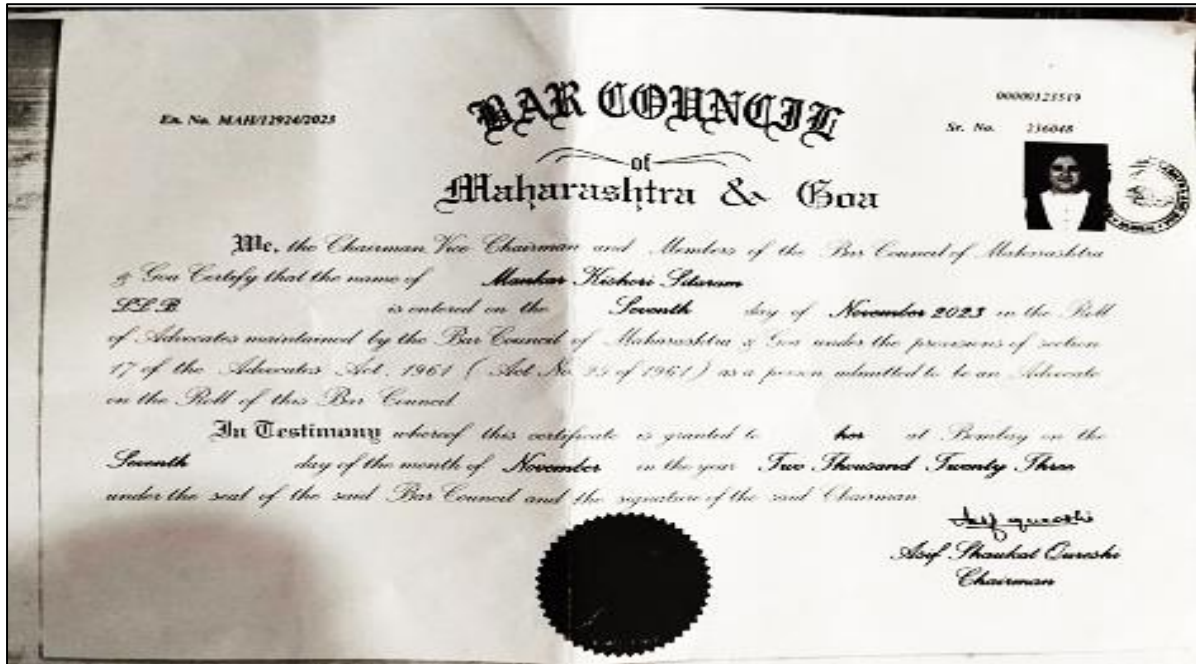 En. No. MAH/12924/2023
00009123519
Sr. No. 236048
BAR COUNCIL
of
Maharashtra & Goa
We, the Chairman, Vice Chairman and Members of the Bar Council of Maharashtra
& Goa Certify that the name of Mankar Kishori Sitaram
LL.B is entered on the Seventh day of November 2023 in the Roll
of Advocates maintained by the Bar Council of Maharashtra & Goa under the provisions of section
17 of the Advocates Act, 1961 (Act No. 25 of 1961) as a person admitted to be an Advocate
on the Roll of this Bar Council
In Testimony whereof this certificate is granted to her at Bombay on the
Seventh day of the month of November in the year Two Thousand Twenty Three
under the seal of the said Bar Council and the signature of the said Chairman
Asif Qureshi
Asif Shaukat Qureshi
Chairman